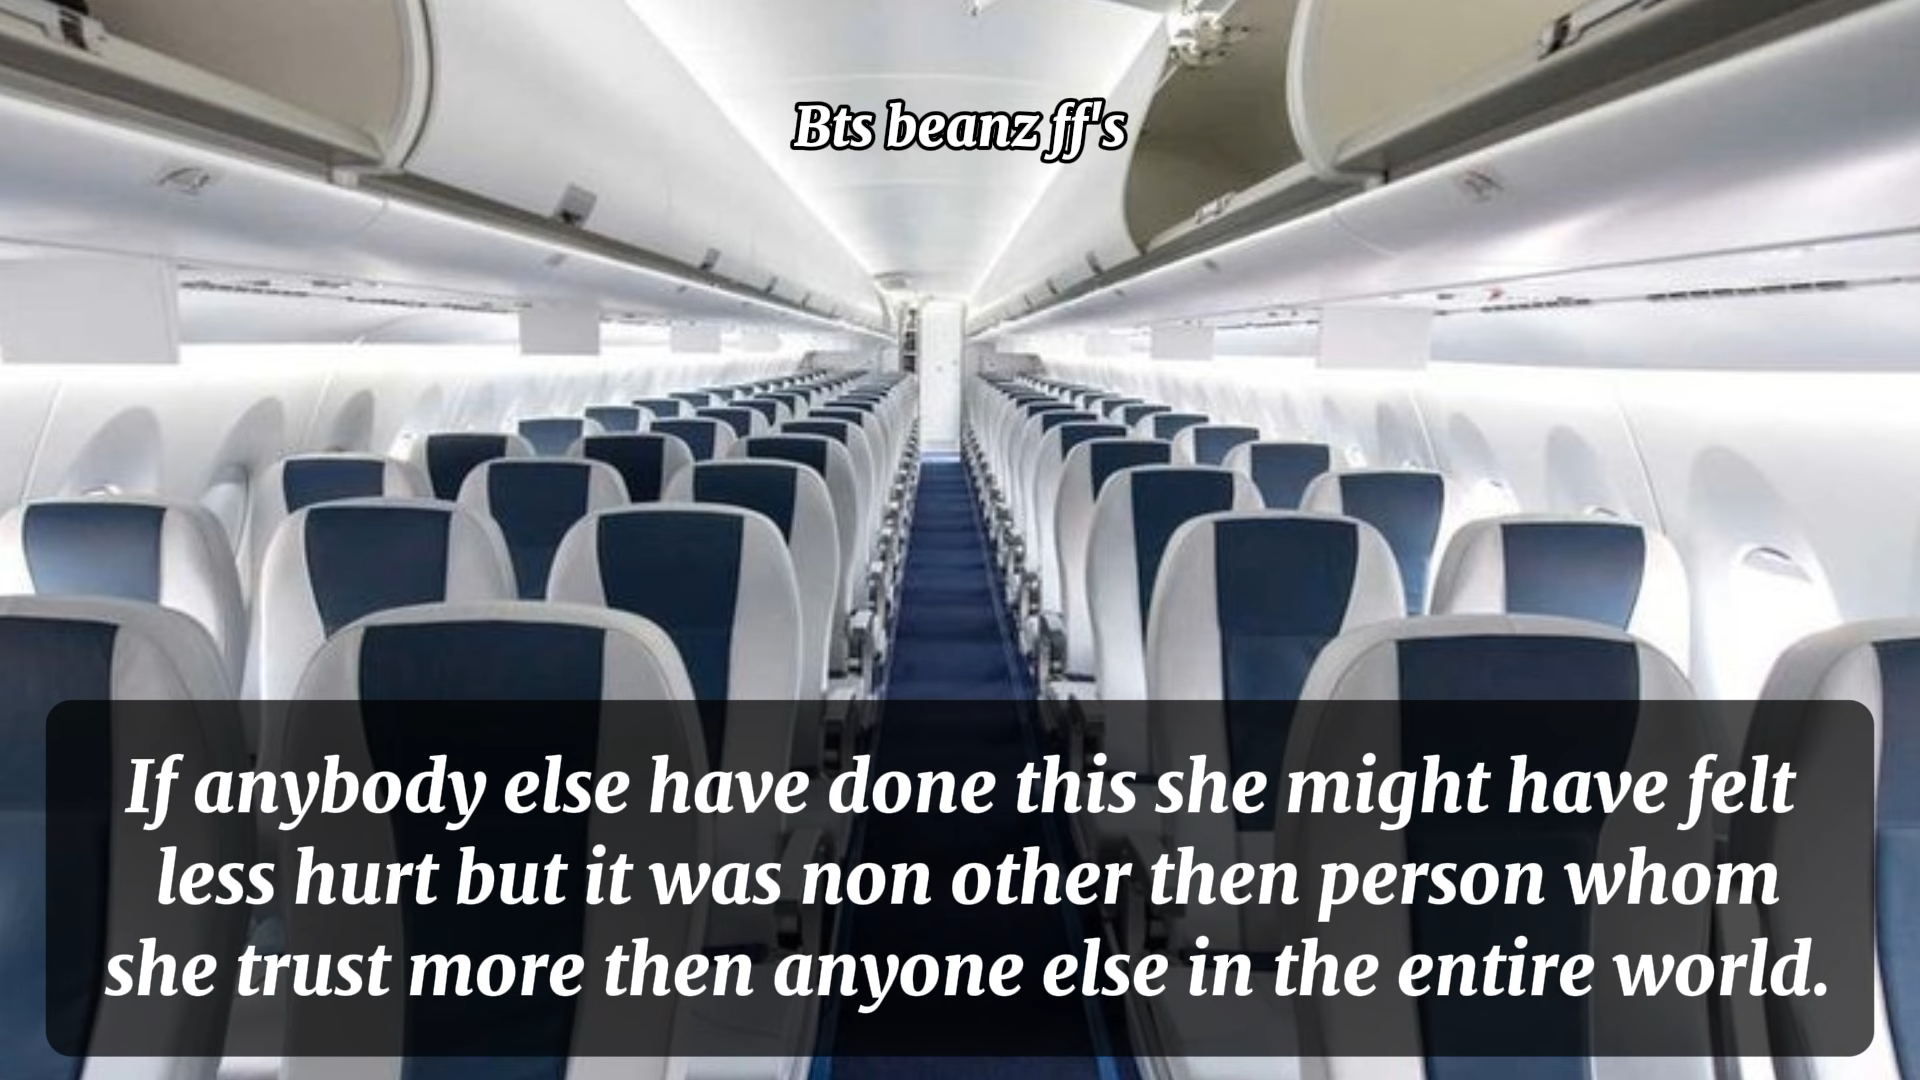 Bts beanz ff's
If anybody else have done this she might have felt
less hurt but it was non other then person whom
she trust more then anyone else in the entire world.